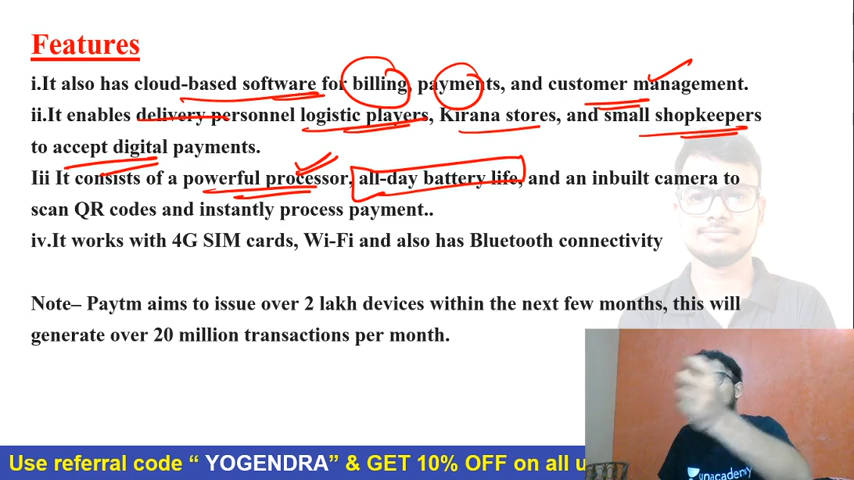 Features
i.It also has cloud-based software for billing, payments, and customer management.
ii.It enables delivery personnel logistic players, Kirana stores, and small shopkeepers
to accept digital payments.
Iii It consists of a powerful processor, all-day battery life, and an inbuilt camera to
scan QR codes and instantly process payment..
iv.It works with 4G SIM cards, Wi-Fi and also has Bluetooth connectivity
Note– Paytm aims to issue over 2 lakh devices within the next few months, this will
generate over 20 million transactions per month.
unacademy
Use referral code “ YOGENDRA” & GET 10% OFF on all u